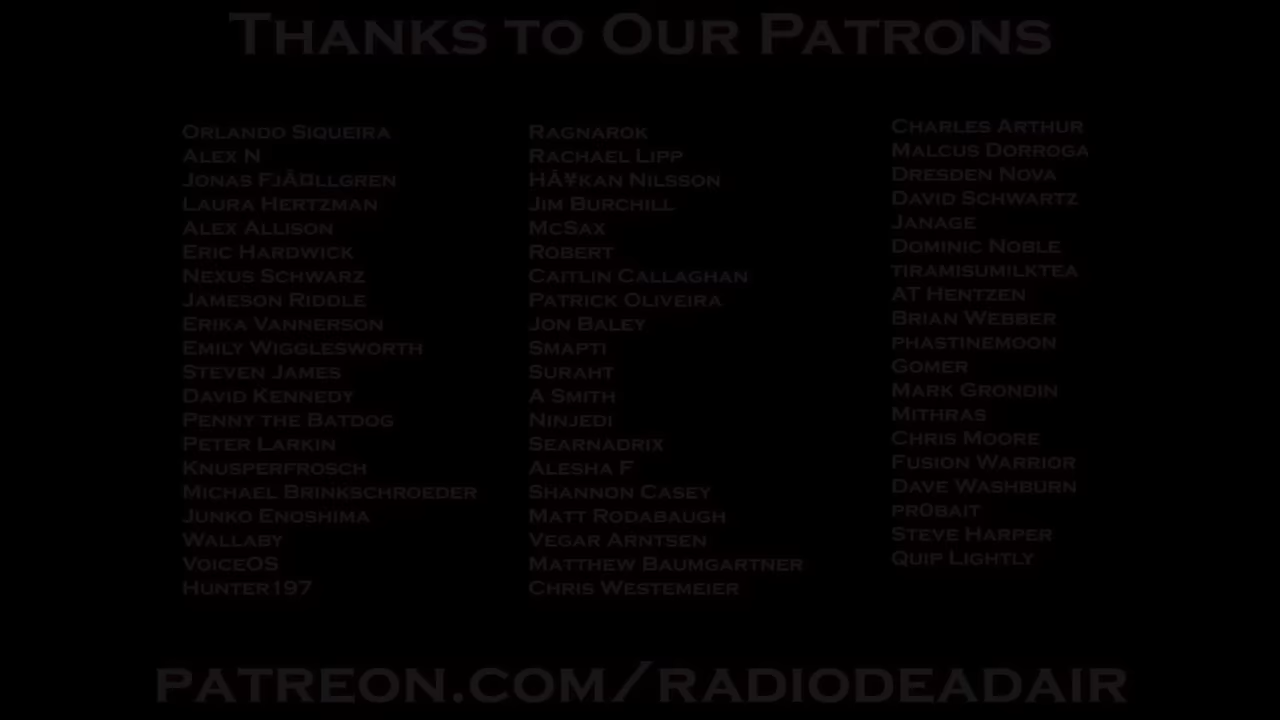 Thanks to Our Patrons
Orlando Siqueira
Alex N
Jonas FjÃ¤llgren
Laura Hertzman
Alex Allison
Eric Hardwick
Nexus Schwarz
Jameson Riddle
Erika Vannerson
Emily Wigglesworth
Steven James
David Kennedy
Penny the Batdog
Peter Larkin
Knusperfrosch
Michael Brinkschroeder
Junko Enoshima
Wallaby
VoiceOS
Hunter197
Ragnarok
Rachael Lipp
HÃ¥kan Nilsson
Jim Burchill
McSax
Robert
Caitlin Callaghan
Patrick Oliveira
Jon Baley
Smapti
Suraht
A Smith
Ninjedi
Searnadrix
Alesha F
Shannon Casey
Matt Rodabaugh
Vegar Arntsen
Matthew Baumgartner
Chris Westemeier
Charles Arthur
Malcus Dorroga
Dresden Nova
David Schwartz
Janage
Dominic Noble
tiramisumilktea
AT Hentzen
Brian Webber
phastinemoon
Gomer
Mark Grondin
Mithras
Chris Moore
Fusion Warrior
Dave Washburn
pr0bait
Steve Harper
Quip Lightly
patreon.com/radiodeadair